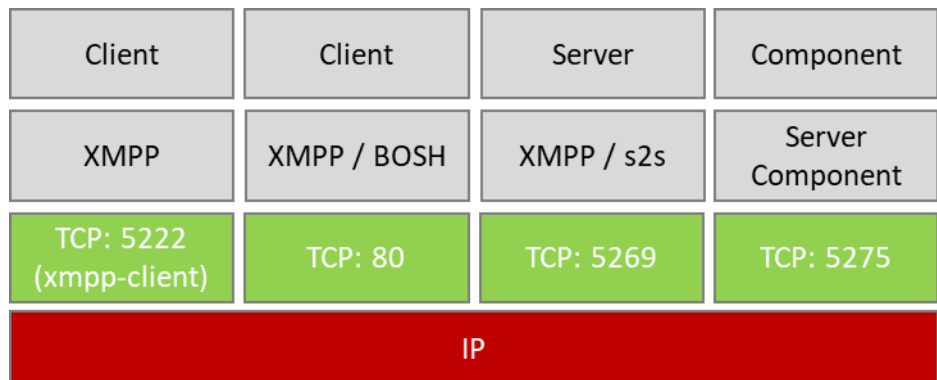 Client
Client
Server
Component
XMPP
XMPP / BOSH
XMPP / s2s
Server
Component
TCP: 5222
(xmpp-client)
TCP: 80
TCP: 5269
TCP: 5275
IP